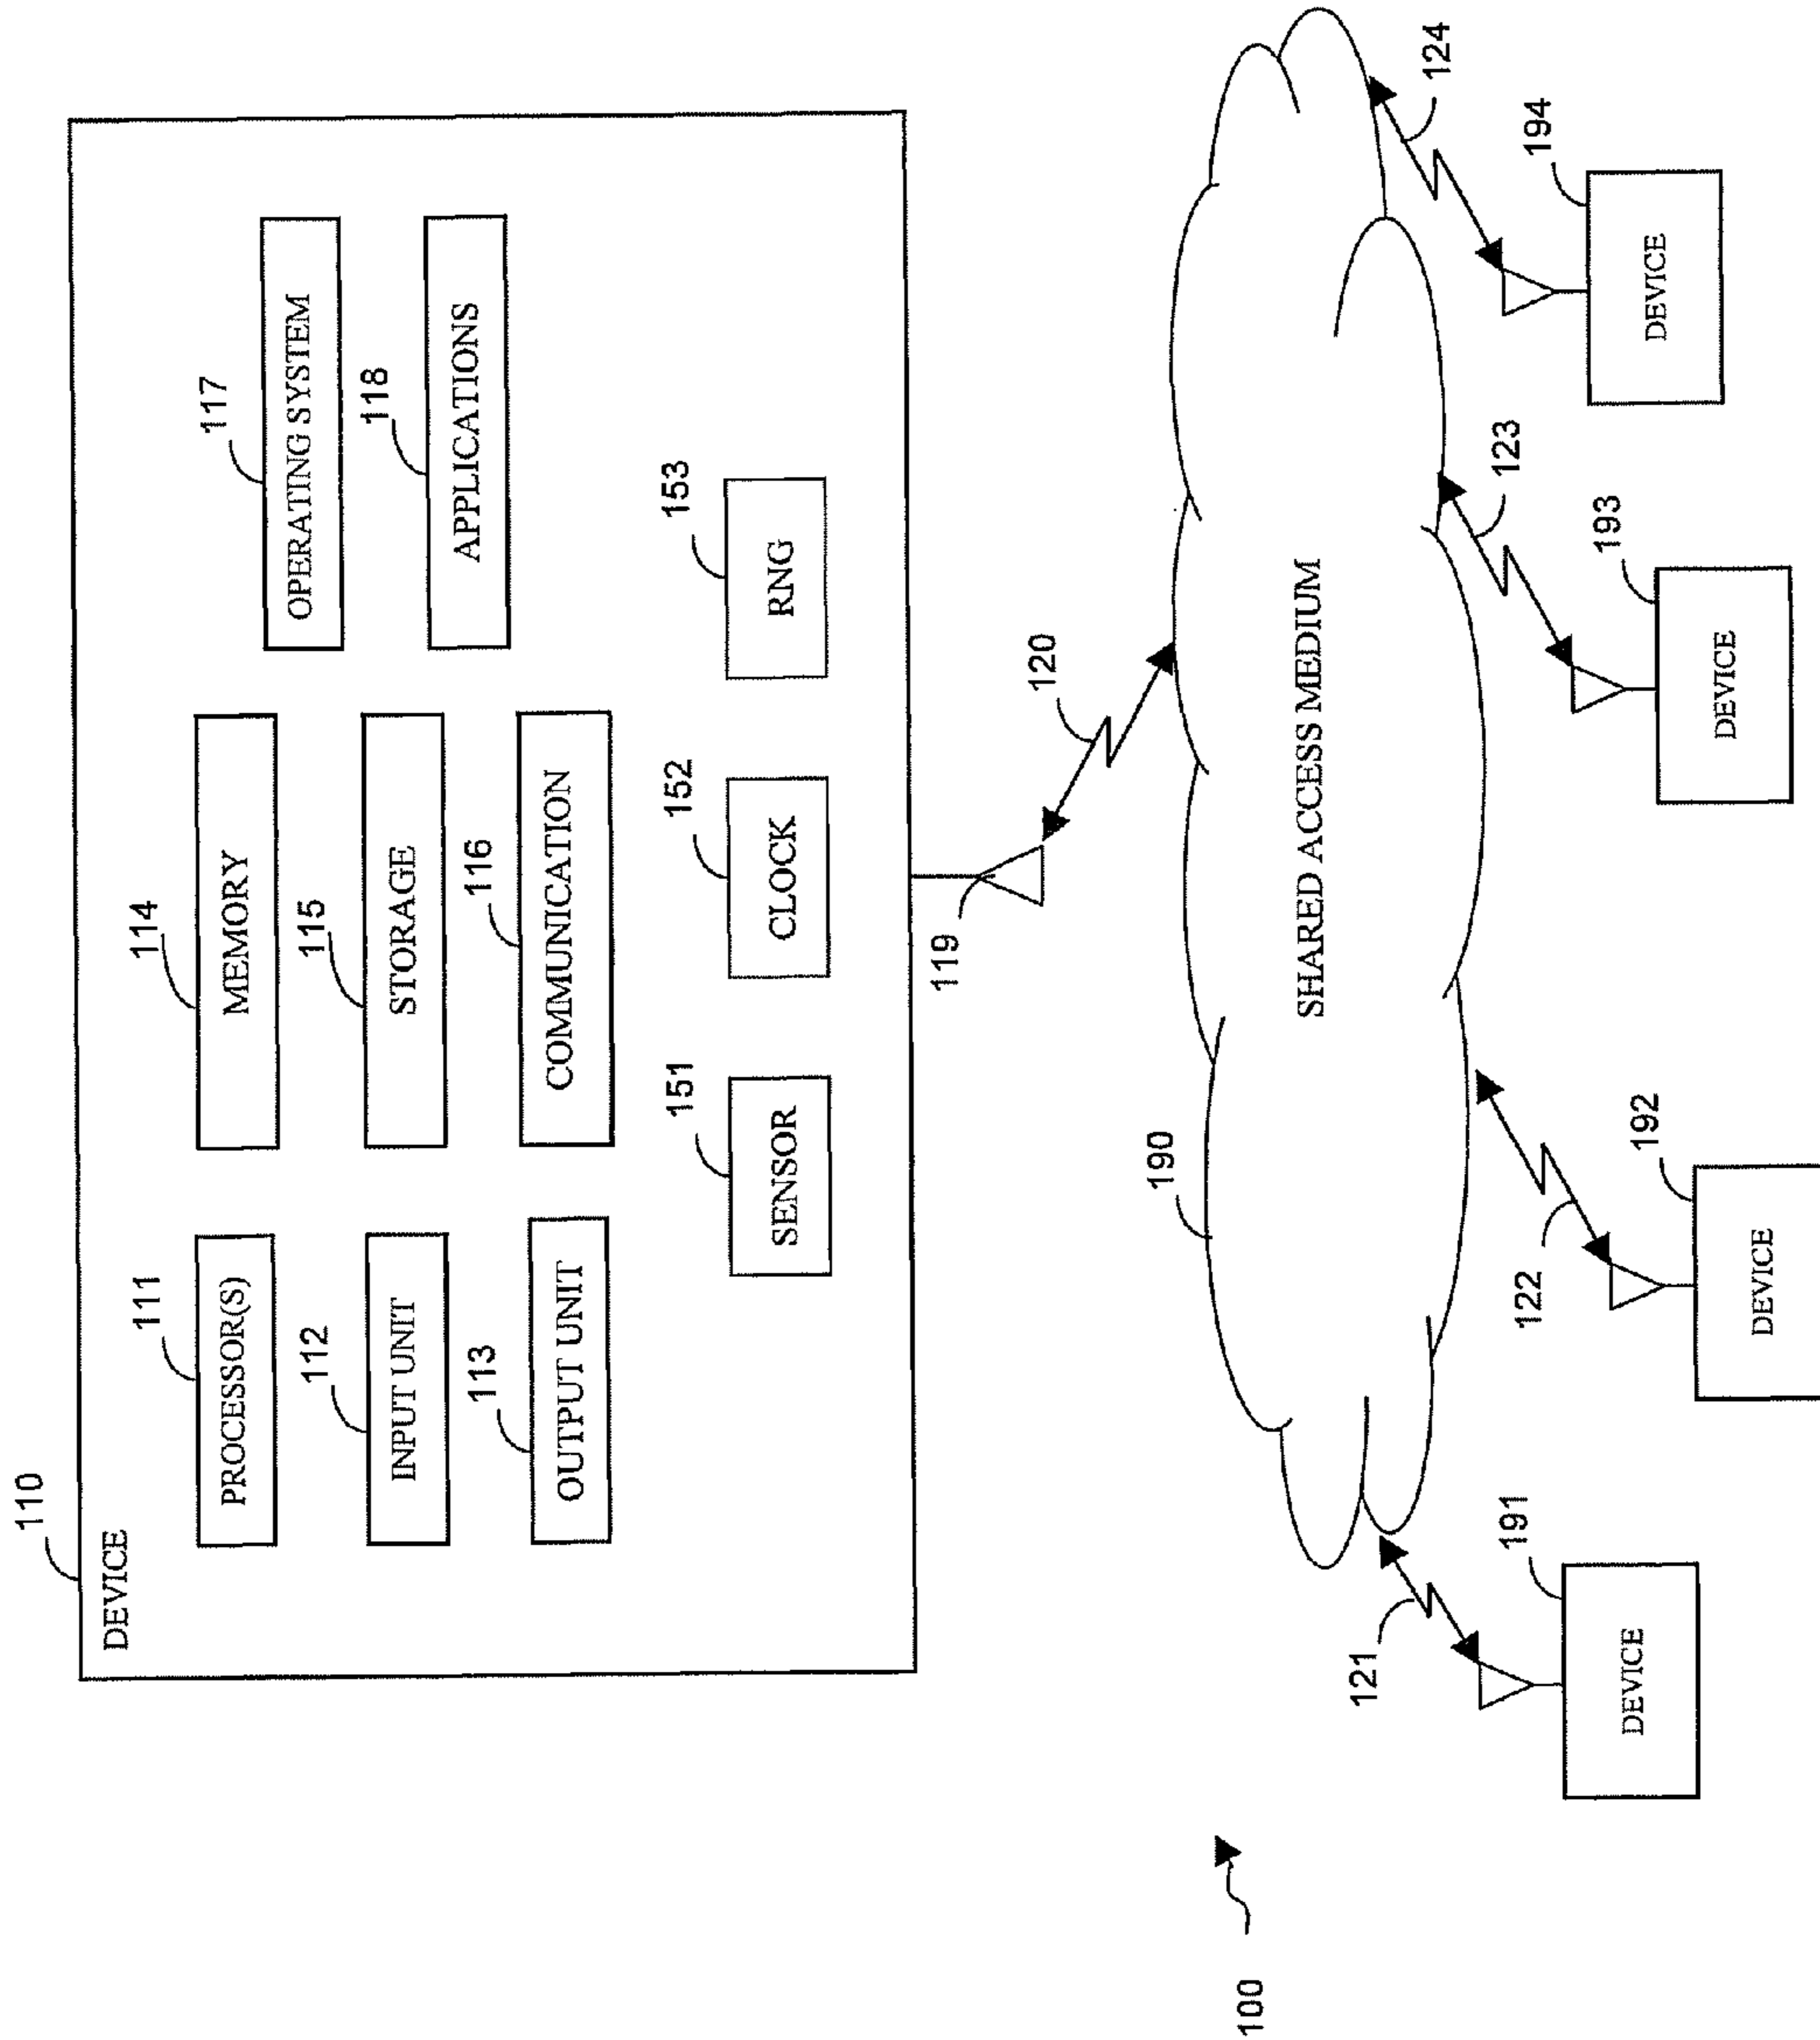 110
DEVICE
111
PROCESSOR(S)
114
MEMORY
117
OPERATING SYSTEM
112
INPUT UNIT
115
STORAGE
118
APPLICATIONS
113
OUTPUT UNIT
116
COMMUNICATION
151
SENSOR
152
CLOCK
153
RNG
119
120
190
SHARED ACCESS MEDIUM
100
121
122
123
124
191
DEVICE
192
DEVICE
193
DEVICE
194
DEVICE